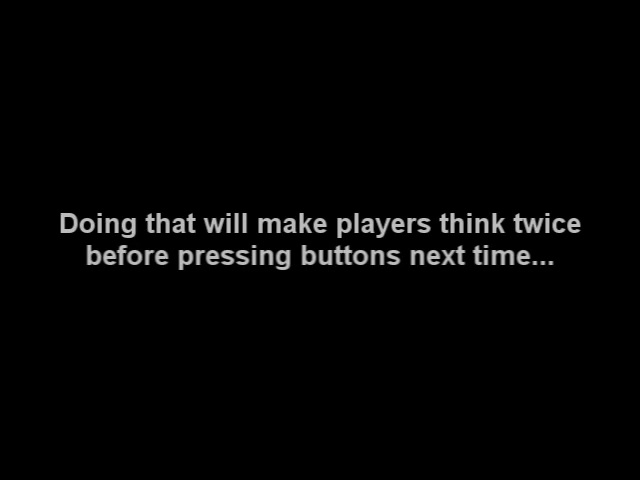 Doing that will make players think twice
before pressing buttons next time...